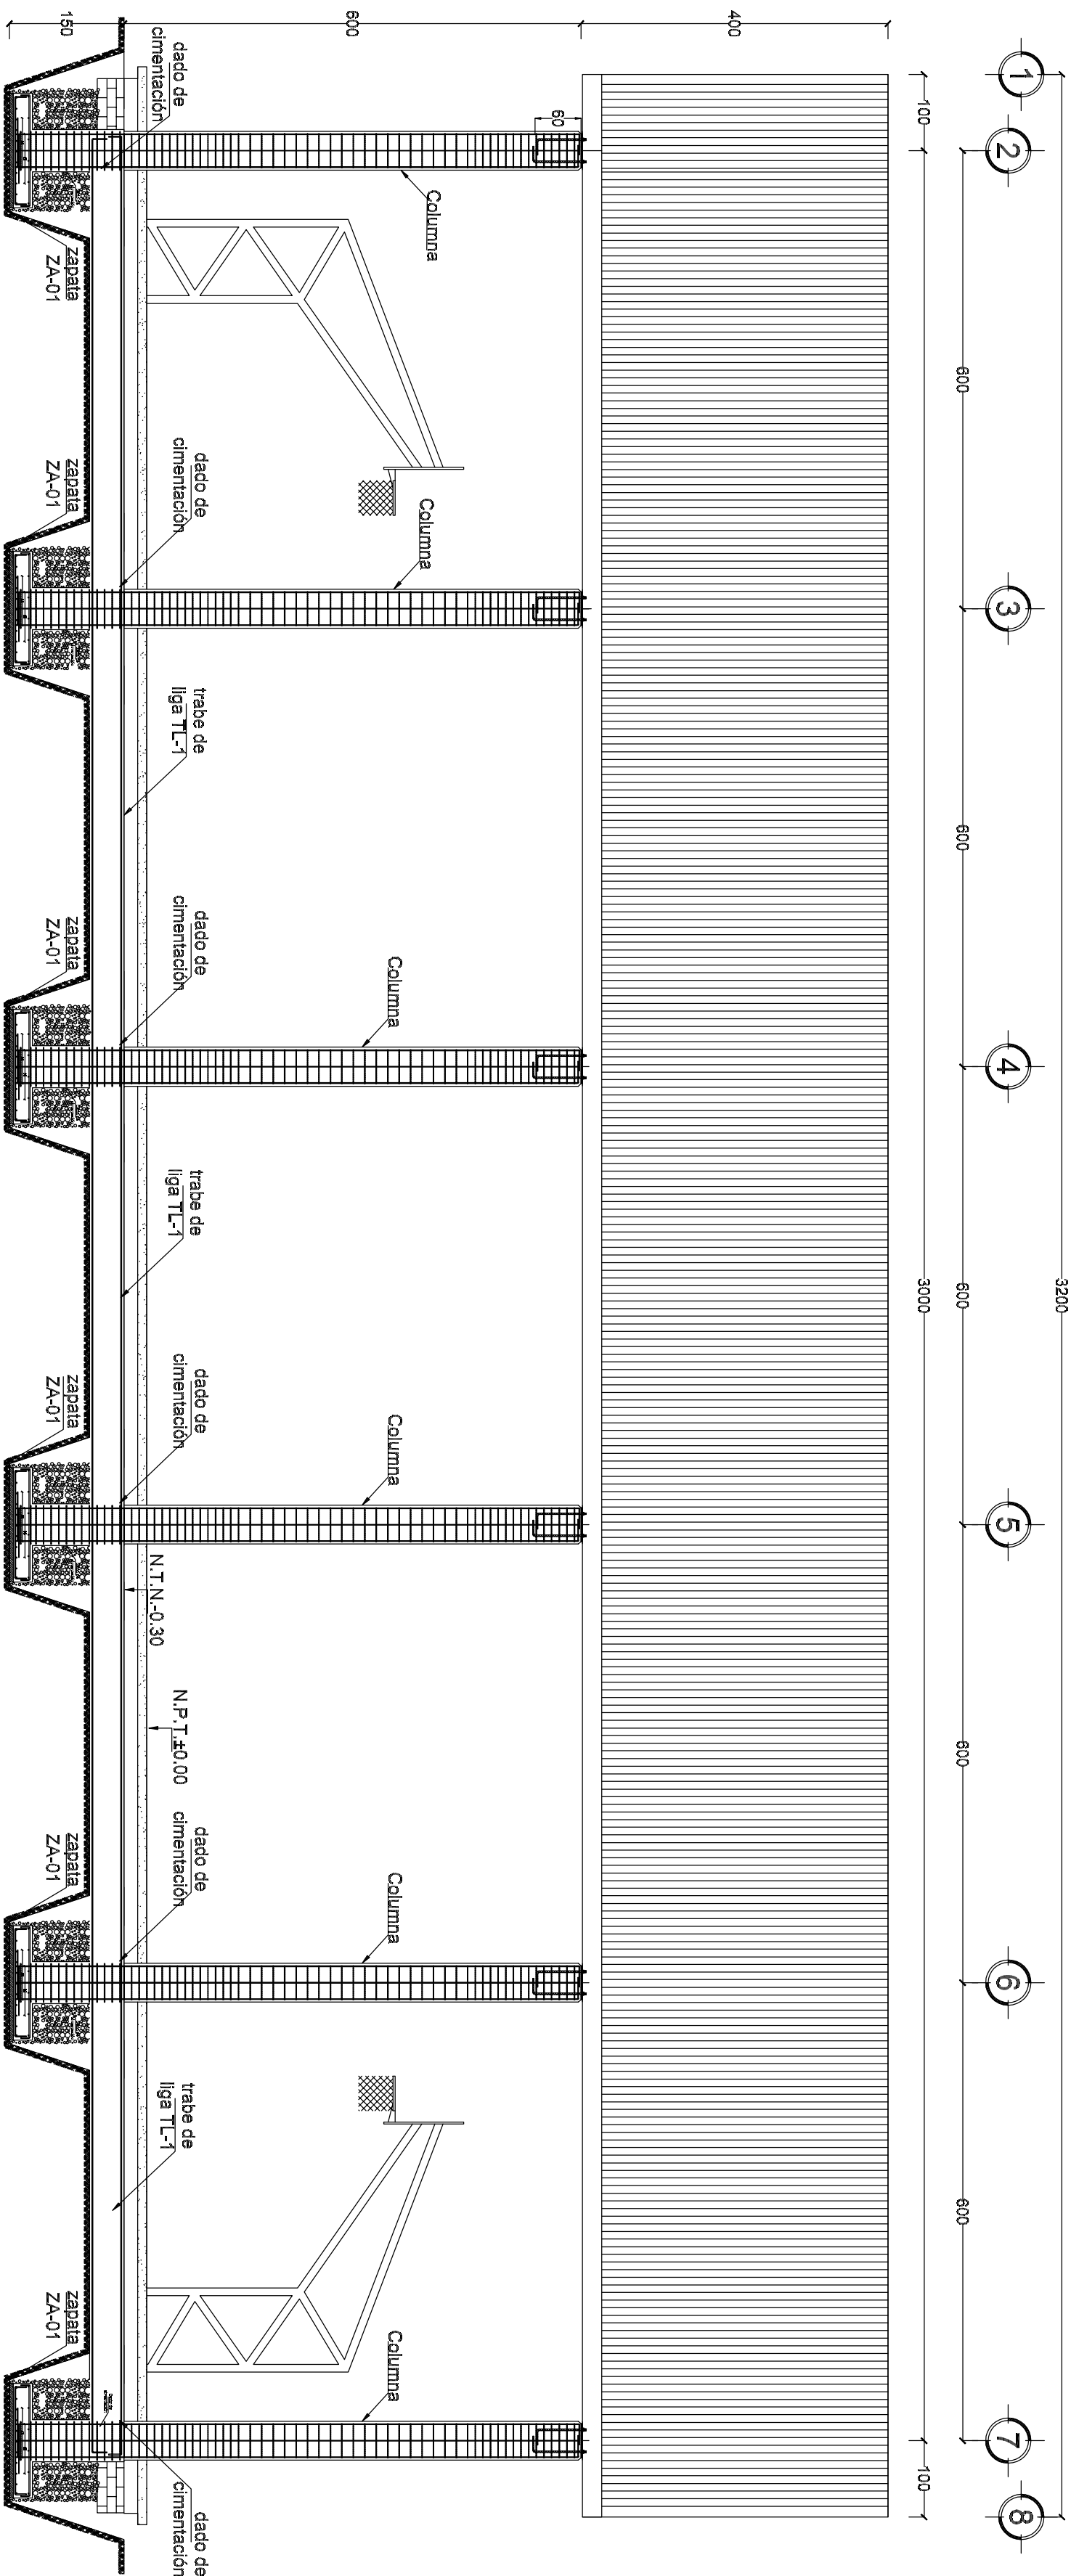 3200
1
2
3
4
5
6
7
8
600
600
600
600
600
100
3000
100
400
600
60
Columna
Columna
Columna
Columna
Columna
Columna
dado de
cimentación
dado de
cimentación
trabe de
liga TL-1
dado de
cimentación
trabe de
liga TL-1
dado de
cimentación
N.T.N.-0.30
N.P.T.±0.00
dado de
cimentación
trabe de
liga TL-1
dado de
cimentación
150
zapata
ZA-01
zapata
ZA-01
zapata
ZA-01
zapata
ZA-01
zapata
ZA-01
zapata
ZA-01